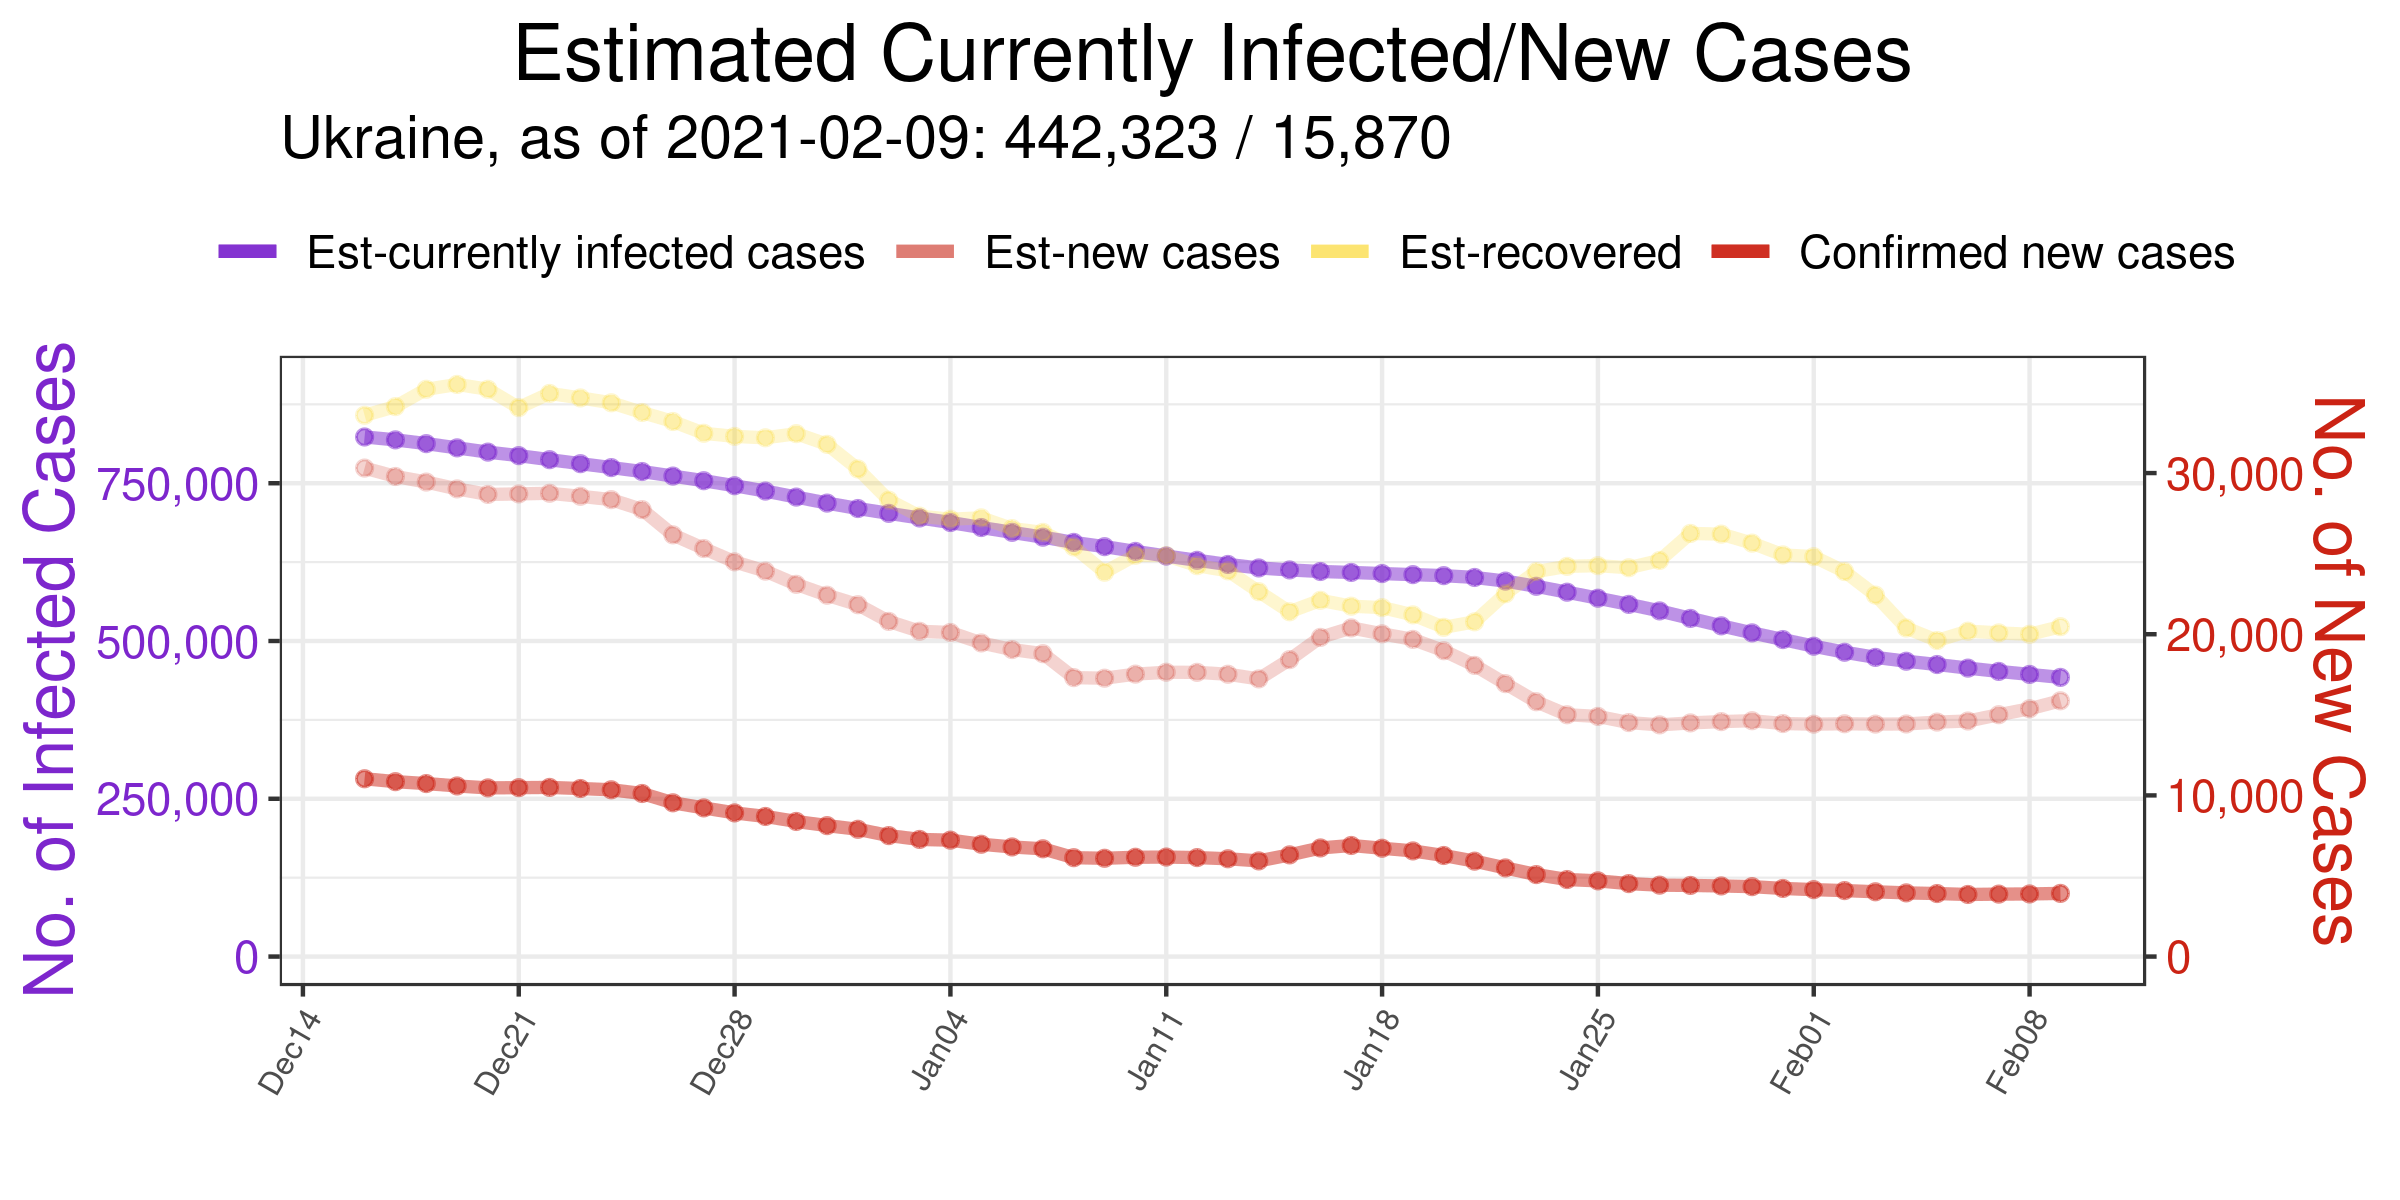 Estimated Currently Infected/New Cases
Ukraine, as of 2021-02-09: 442,323 / 15,870
Est-currently infected cases Est-new cases Est-recovered Confirmed new cases
No. of Infected Cases
750,000
500,000
250,000
0
30,000
20,000
10,000
0
No. of New Cases
Dec14 Dec21 Dec28 Jan04 Jan11 Jan18 Jan25 Feb01 Feb08